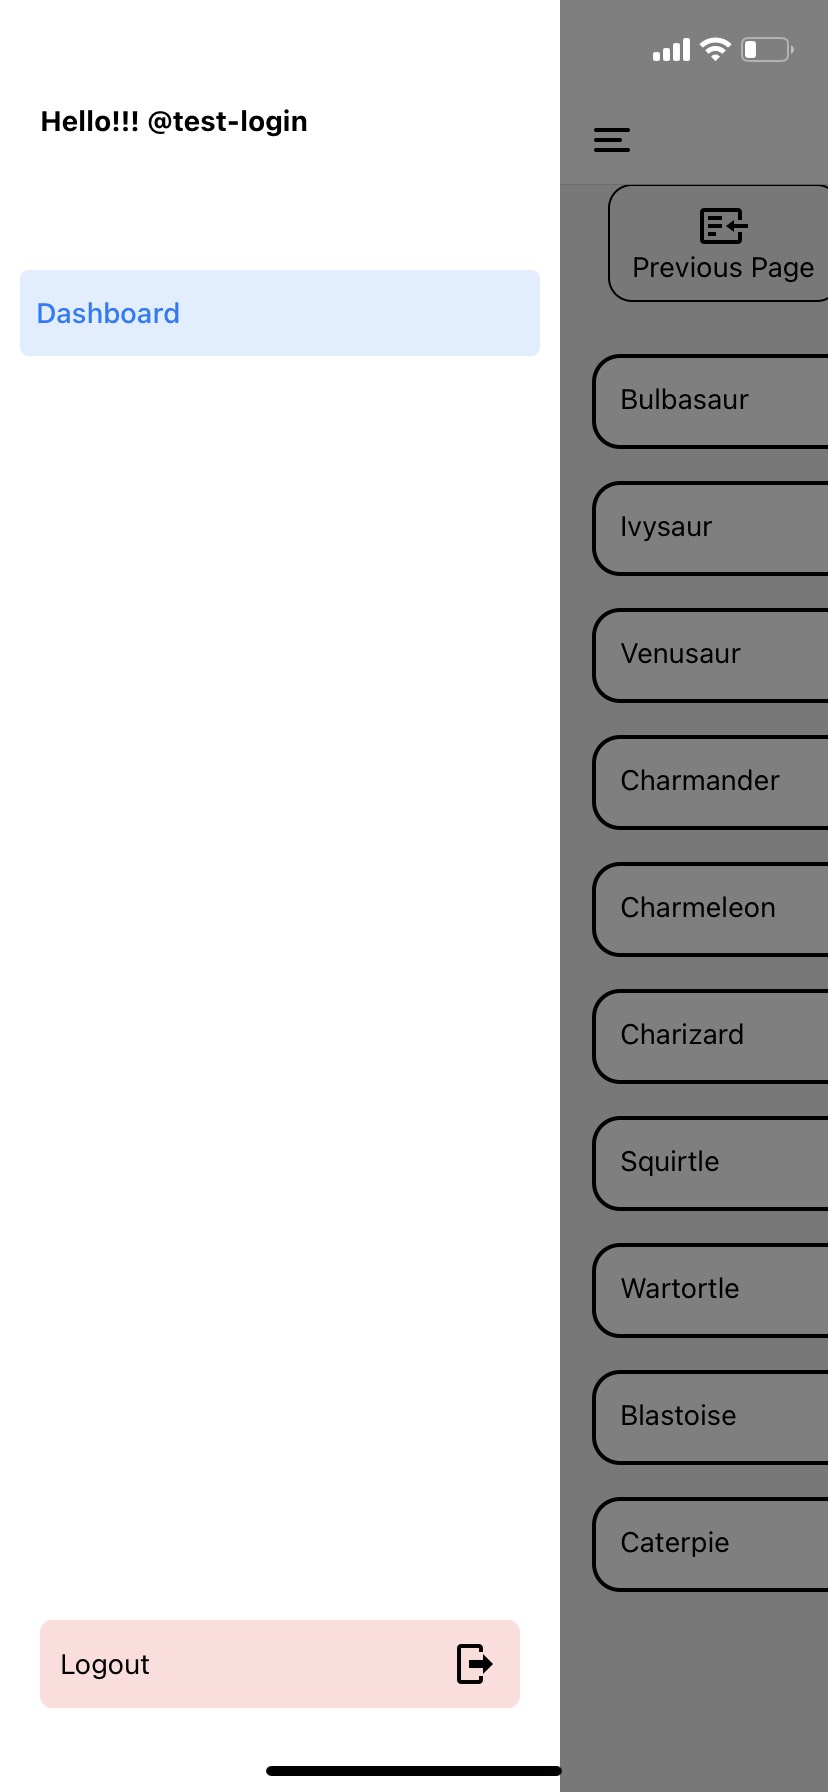 Hello!!! @test-login
Dashboard
Logout
Previous Page
Bulbasaur
Ivysaur
Venusaur
Charmander
Charmeleon
Charizard
Squirtle
Wartortle
Blastoise
Caterpie